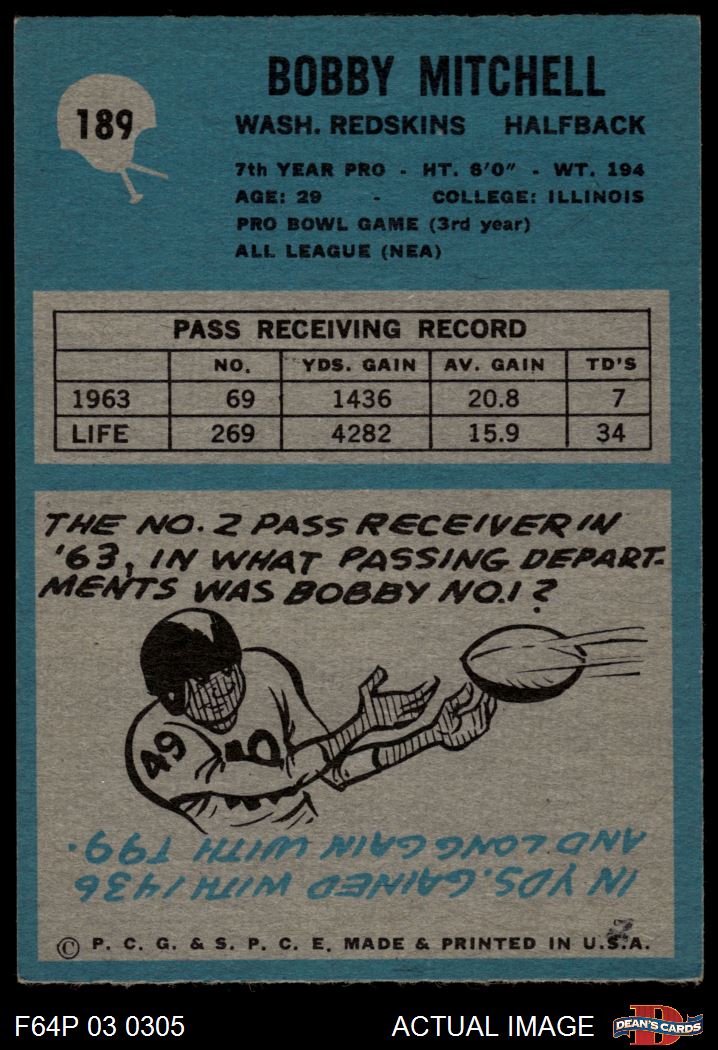 BOBBY MITCHELL
189
WASH. REDSKINS HALFBACK
7th YEAR PRO - HT. 6'0" - WT. 194
AGE: 29 - COLLEGE: ILLINOIS
PRO BOWL GAME (3rd year)
ALL LEAGUE (NEA)
PASS RECEIVING RECORD
NO. YDS. GAIN AV. GAIN TD'S
1963 69 1436 20.8 7
LIFE 269 4282 15.9 34
THE NO. 2 PASS RECEIVER IN
'63, IN WHAT PASSING DEPART-
MENTS WAS BOBBY NO. 1?
49
IN YDS. GAINED WITH 1436
AND LONG GAIN WITH T99.
© P. C. G. & S. P. C. E. MADE & PRINTED IN U.S.A.
F64P 03 0305 ACTUAL IMAGE DEAN'S CARDS